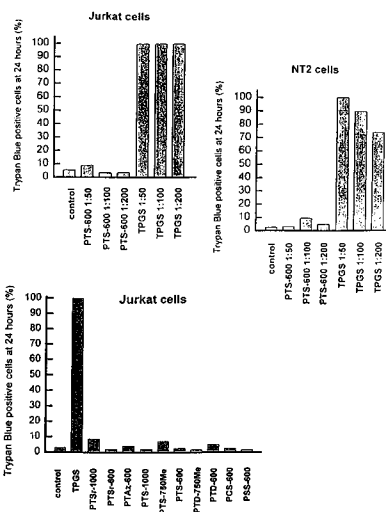 Jurkat cells
Trypan Blue positive cells at 24 hours (%)
100
90
80
70
60
50
40
30
20
10
0
control
PTS-600 1:50
PTS-600 1:100
PTS-600 1:200
TPGS 1:50
TPGS 1:100
TPGS 1:200
NT2 cells
Trypan Blue positive cells at 24 hours (%)
100
90
80
70
60
50
40
30
20
10
0
control
PTS-600 1:50
PTS-600 1:100
PTS-600 1:200
TPGS 1:50
TPGS 1:100
TPGS 1:200
Jurkat cells
Trypan Blue positive cells at 24 hours (%)
100
90
80
70
60
50
40
30
20
10
0
control
TPGS
PTSr-1000
PTSr-600
PTAz-600
PTS-1000
PTS-750Me
PTS-600
PTD-750Me
PTD-600
PCS-600
PSS-600